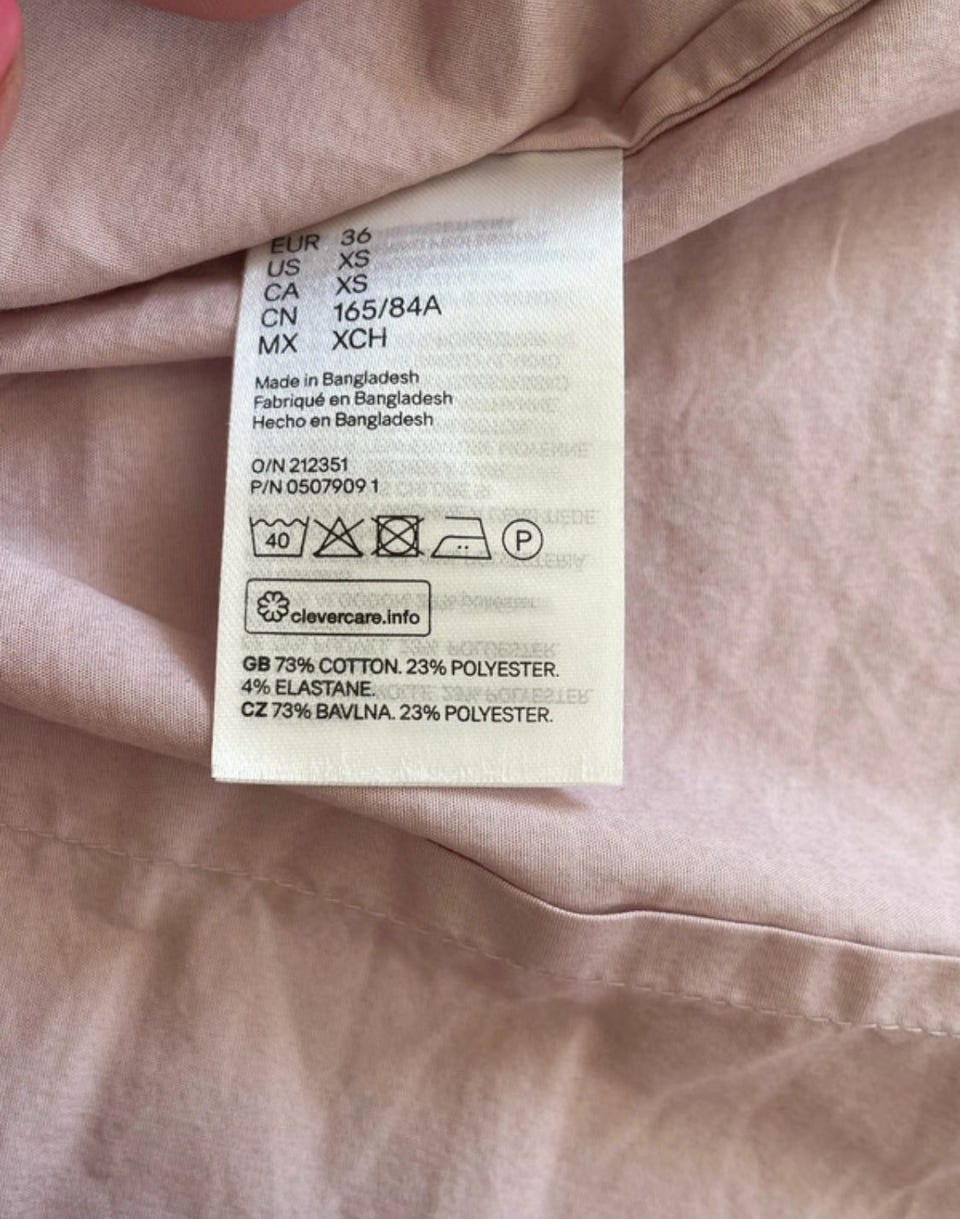 EUR 36
US XS
CA XS
CN 165/84A
MX XCH
Made in Bangladesh
Fabriqué en Bangladesh
Hecho en Bangladesh
O/N 212351
P/N 0507909 1
40
P
clevercare.info
GB 73% COTTON. 23% POLYESTER.
4% ELASTANE.
CZ 73% BAVLNA. 23% POLYESTER.